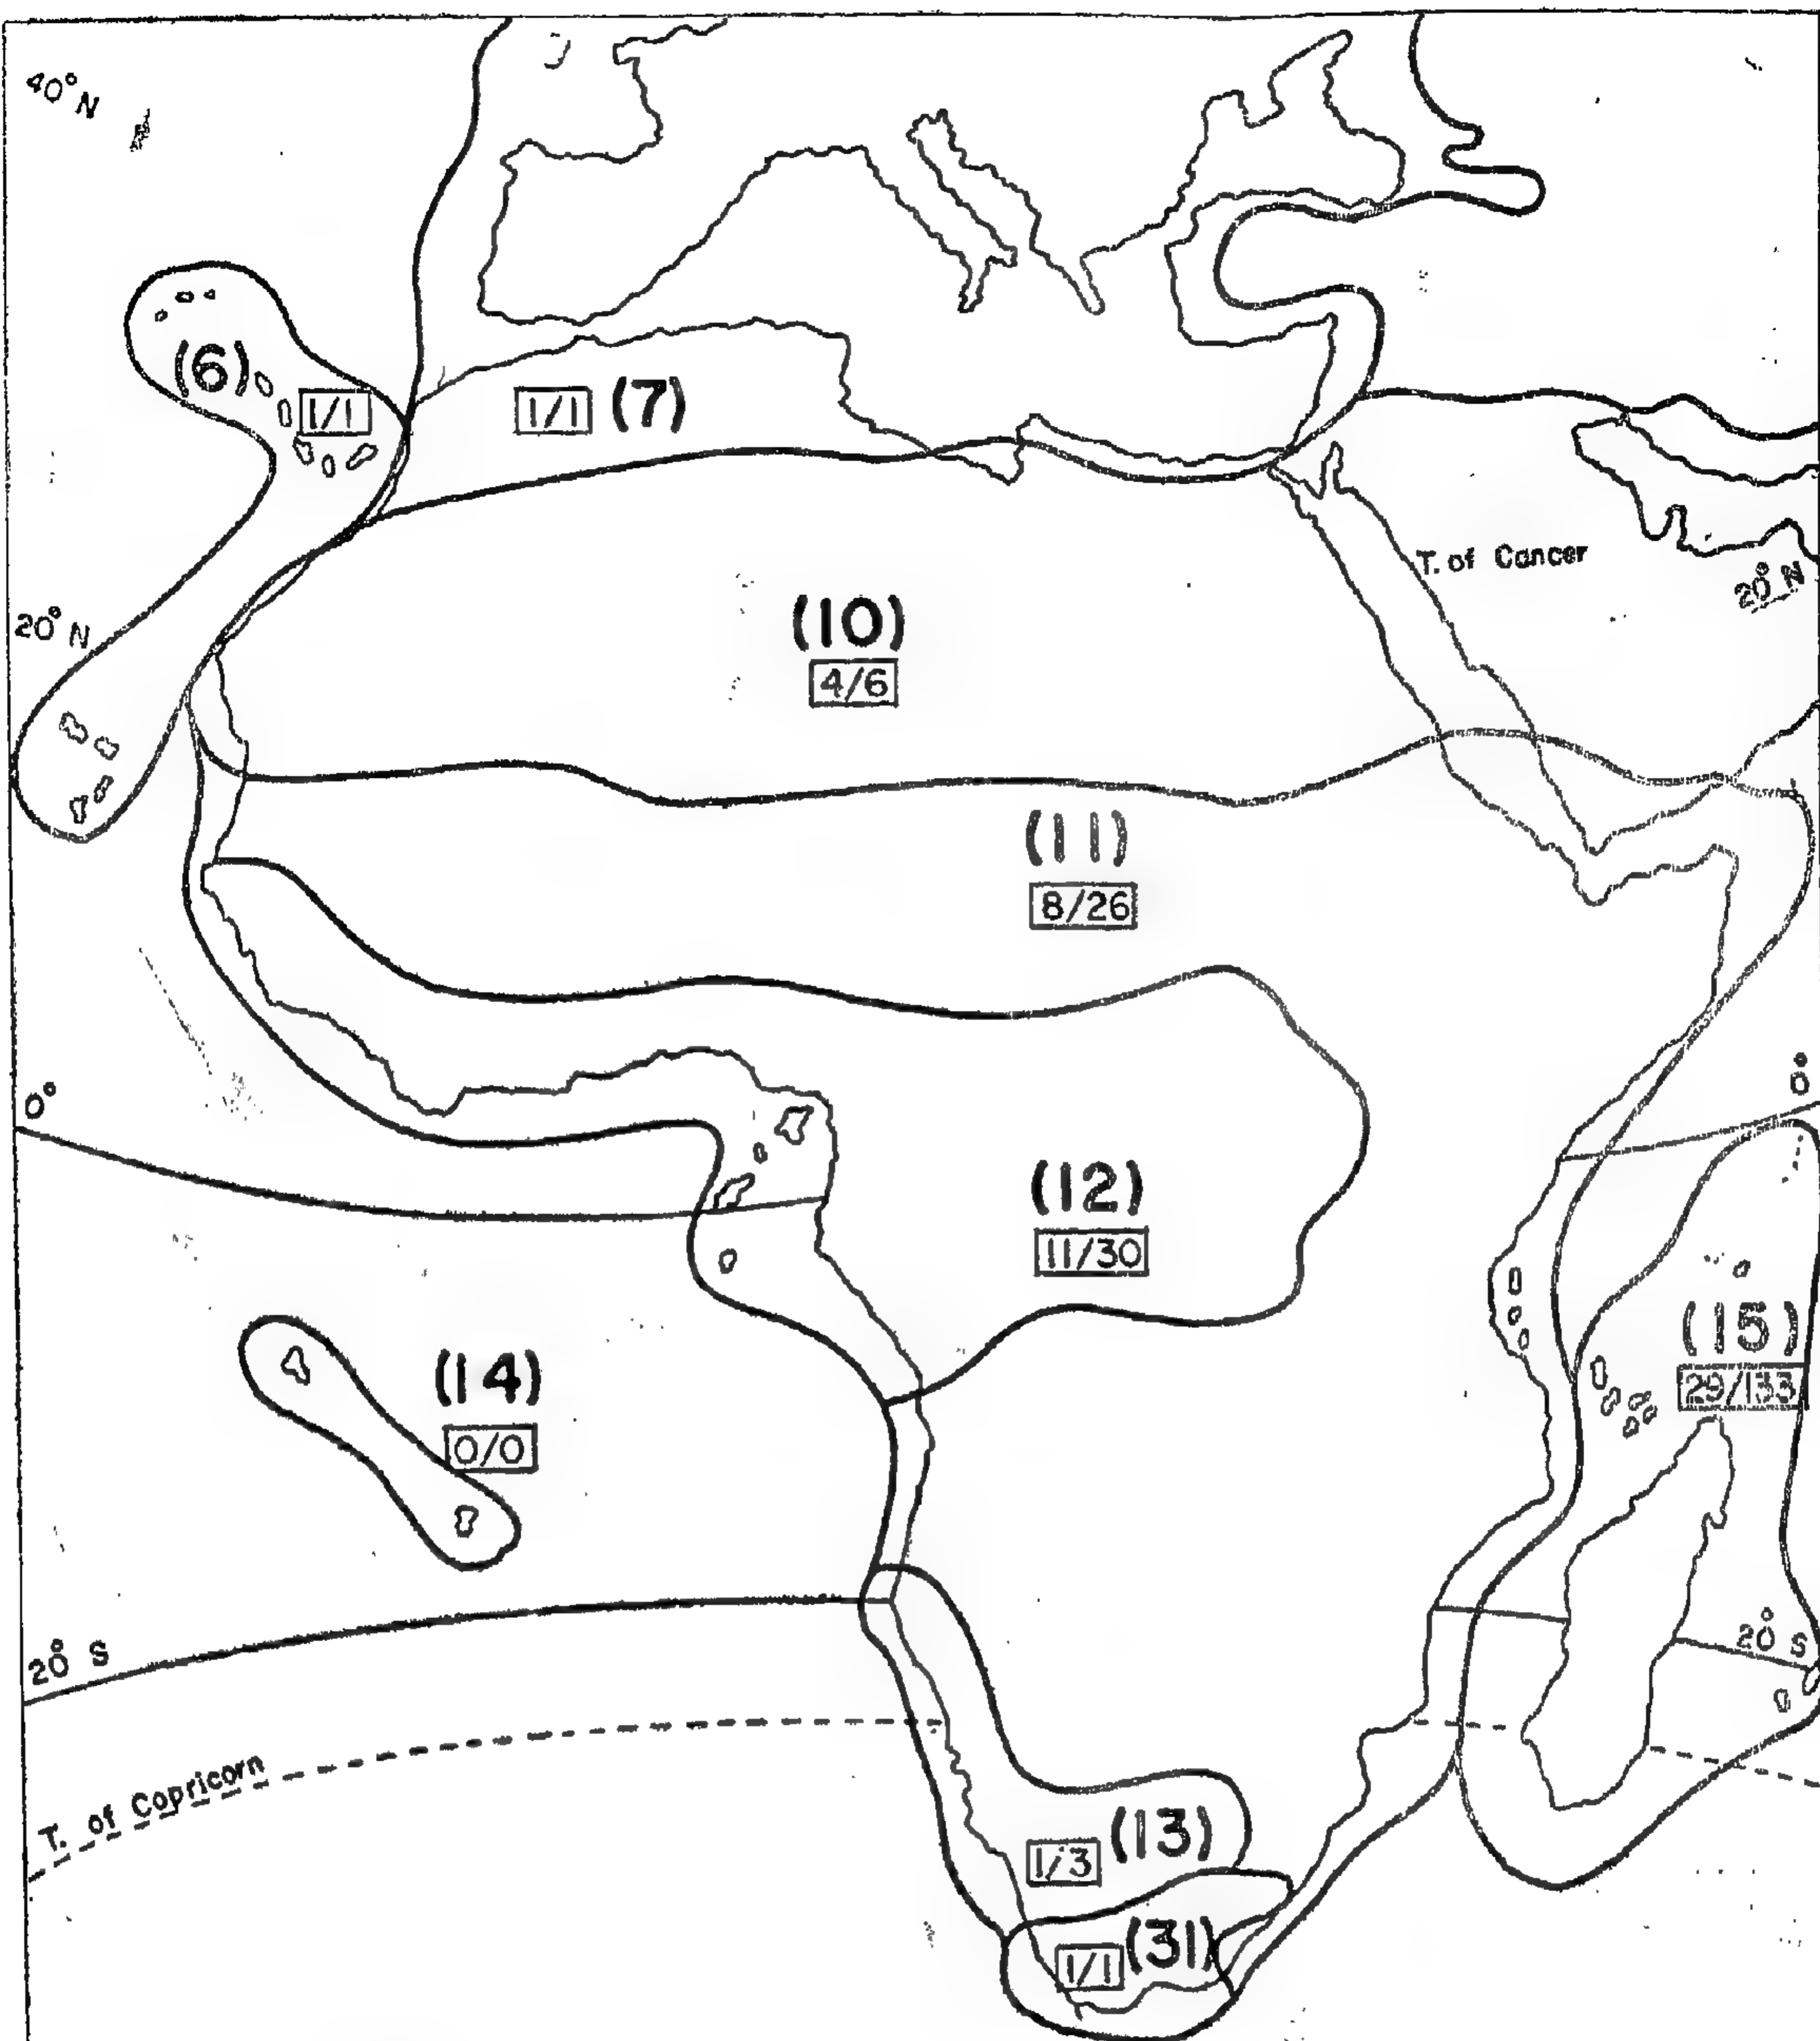 40° N
(6)
1/1
1/1 (7)
T. of Cancer
20° N
20° N
(10)
4/6
(11)
8/26
0°
0°
(12)
11/30
(15)
29/133
(14)
0/0
20° S
20° S
T. of Copricorn
1/3 (13)
1/1 (31)